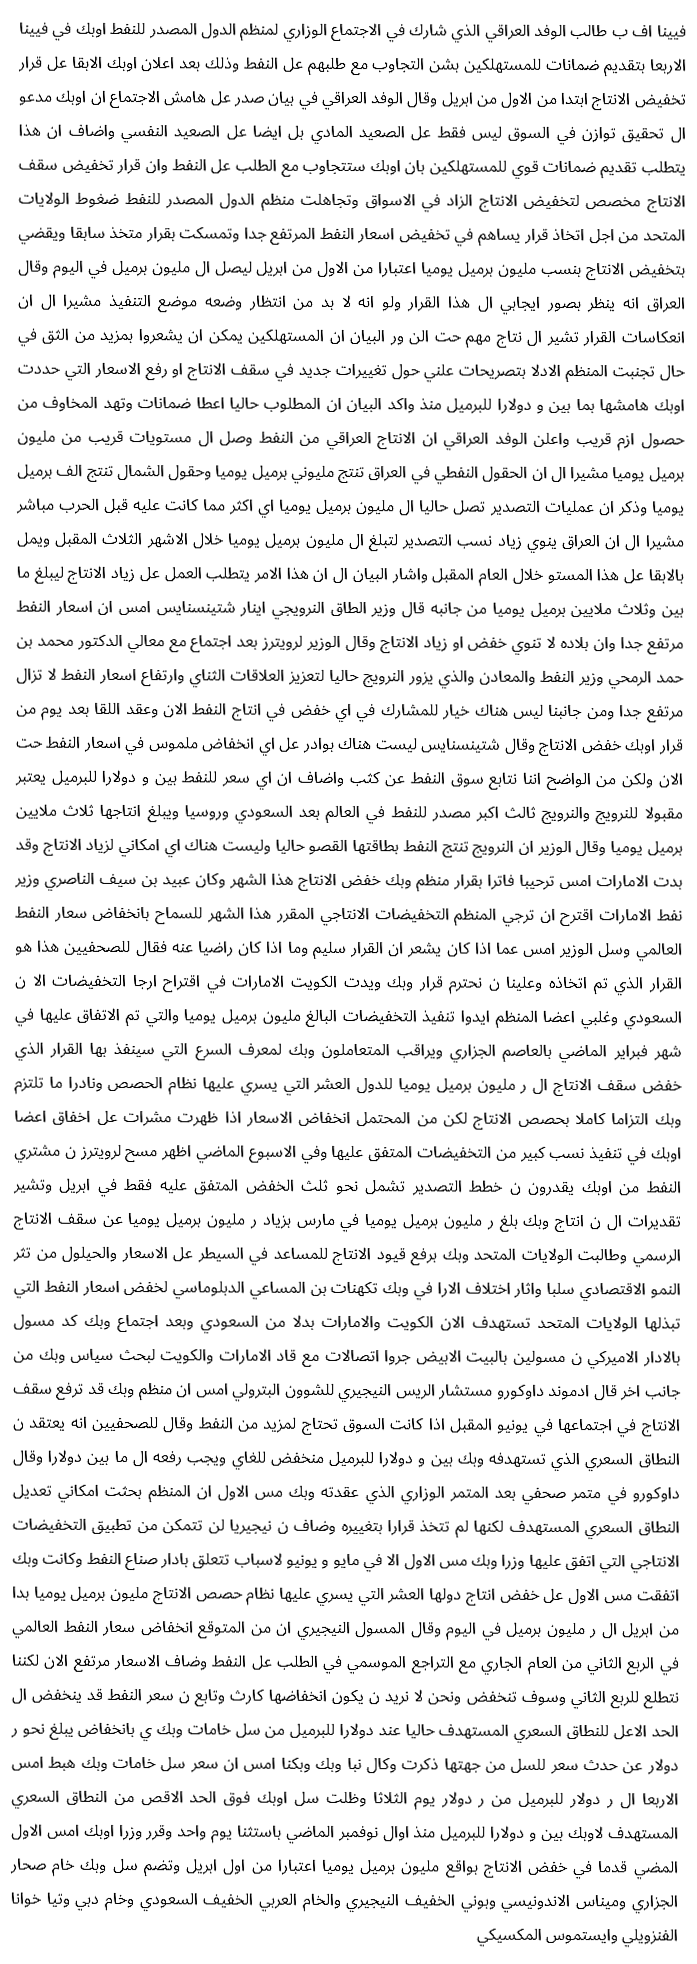 فيينا اف ب طالب الوفد العراقي الذي شارك في الاجتماع الوزاري لمنظم الدول المصدر للنفط اوبك في فيينا
الاربعا بتقديم ضمانات للمستهلكين بشن التجاوب مع طلبهم عل النفط وذلك بعد اعلان اوبك الابقا عل قرار
تخفيض الانتاج ابتدا من الاول من ابريل وقال الوفد العراقي في بيان صدر عل هامش الاجتماع ان اوبك مدعو
ال تحقيق توازن في السوق ليس فقط عل الصعيد المادي بل ايضا عل الصعيد النفسي واضاف ان هذا
يتطلب تقديم ضمانات قوي للمستهلكين بان اوبك ستتجاوب مع الطلب عل النفط وان قرار تخفيض سقف
الانتاج مخصص لتخفيض الانتاج الزاد في الاسواق وتجاهلت منظم الدول المصدر للنفط ضغوط الولايات
المتحد من اجل اتخاذ قرار يساهم في تخفيض اسعار النفط المرتفع جدا وتمسكت بقرار متخذ سابقا ويقضي
بتخفيض الانتاج بنسب مليون برميل يوميا اعتبارا من الاول من ابريل ليصل ال مليون برميل في اليوم وقال
العراق انه ينظر بصور ايجابي ال هذا القرار ولو انه لا بد من انتظار وضعه موضع التنفيذ مشيرا ال ان
انعكاسات القرار تشير ال نتاج مهم حت الن ور البيان ان المستهلكين يمكن ان يشعروا بمزيد من الثق في
حال تجنبت المنظم الادلا بتصريحات علني حول تغييرات جديد في سقف الانتاج او رفع الاسعار التي حددت
اوبك هامشها بما بين و دولارا للبرميل منذ واكد البيان ان المطلوب حاليا اعطا ضمانات وتهد المخاوف من
حصول ازم قريب واعلن الوفد العراقي ان الانتاج العراقي من النفط وصل ال مستويات قريب من مليون
برميل يوميا مشيرا ال ان الحقول النفطي في العراق تنتج مليوني برميل يوميا وحقول الشمال تنتج الف برميل
يوميا وذكر ان عمليات التصدير تصل حاليا ال مليون برميل يوميا اي اكثر مما كانت عليه قبل الحرب مباشر
مشيرا ال ان العراق ينوي زياد نسب التصدير لتبلغ ال مليون برميل يوميا خلال الاشهر الثلاث المقبل ويمل
بالابقا عل هذا المستو خلال العام المقبل واشار البيان ال ان هذا الامر يتطلب العمل عل زياد الانتاج ليبلغ ما
بين وثلاث ملايين برميل يوميا من جانبه قال وزير الطاق النرويجي اينار شتينسنايس امس ان اسعار النفط
مرتفع جدا وان بلاده لا تنوي خفض او زياد الانتاج وقال الوزير لرويترز بعد اجتماع مع معالي الدكتور محمد بن
حمد الرمحي وزير النفط والمعادن والذي يزور النرويج حاليا لتعزيز العلاقات الثناي وارتفاع اسعار النفط لا تزال
مرتفع جدا ومن جانبنا ليس هناك خيار للمشارك في اي خفض في انتاج النفط الان وعقد اللقا بعد يوم من
قرار اوبك خفض الانتاج وقال شتينسنايس ليست هناك بوادر عل اي انخفاض ملموس في اسعار النفط حت
الان ولكن من الواضح اننا نتابع سوق النفط عن كثب واضاف ان اي سعر للنفط بين و دولارا للبرميل يعتبر
مقبولا للنرويج والنرويج ثالث اكبر مصدر للنفط في العالم بعد السعودي وروسيا ويبلغ انتاجها ثلاث ملايين
برميل يوميا وقال الوزير ان النرويج تنتج النفط بطاقتها القصو حاليا وليست هناك اي امكاني لزياد الانتاج وقد
بدت الامارات امس ترحيبا فاترا بقرار منظم وبك خفض الانتاج هذا الشهر وكان عبيد بن سيف الناصري وزير
نفط الامارات اقترح ان ترجي المنظم التخفيضات الانتاجي المقرر هذا الشهر للسماح بانخفاض سعار النفط
العالمي وسل الوزير امس عما اذا كان يشعر ان القرار سليم وما اذا كان راضيا عنه فقال للصحفيين هذا هو
القرار الذي تم اتخاذه وعلينا ن نحترم قرار وبك ويدت الكويت الامارات في اقتراح ارجا التخفيضات الا ن
السعودي وغلبي اعضا المنظم ايدوا تنفيذ التخفيضات البالغ مليون برميل يوميا والتي تم الاتفاق عليها في
شهر فبراير الماضي بالعاصم الجزاري ويراقب المتعاملون وبك لمعرف السرع التي سينفذ بها القرار الذي
خفض سقف الانتاج ال ر مليون برميل يوميا للدول العشر التي يسري عليها نظام الحصص ونادرا ما تلتزم
وبك التزاما كاملا بحصص الانتاج لكن من المحتمل انخفاض الاسعار اذا ظهرت مشرات عل اخفاق اعضا
اوبك في تنفيذ نسب كبير من التخفيضات المتفق عليها وفي الاسبوع الماضي اظهر مسح لرويترز ن مشتري
النفط من اوبك يقدرون ن خطط التصدير تشمل نحو ثلث الخفض المتفق عليه فقط في ابريل وتشير
تقديرات ال ن انتاج وبك بلغ ر مليون برميل يوميا في مارس بزياد ر مليون برميل يوميا عن سقف الانتاج
الرسمي وطالبت الولايات المتحد وبك برفع قيود الانتاج للمساعد في السيطر عل الاسعار والحيلول من تثر
النمو الاقتصادي سلبا واثار اختلاف الارا في وبك تكهنات بن المساعي الدبلوماسي لخفض اسعار النفط التي
تبذلها الولايات المتحد تستهدف الان الكويت والامارات بدلا من السعودي وبعد اجتماع وبك كد مسول
بالادار الاميركي ن مسولين بالبيت الابيض جروا اتصالات مع قاد الامارات والكويت لبحث سياس وبك من
جانب اخر قال ادموند داوكورو مستشار الريس النيجيري للشوون البترولي امس ان منظم وبك قد ترفع سقف
الانتاج في اجتماعها في يونيو المقبل اذا كانت السوق تحتاج لمزيد من النفط وقال للصحفيين انه يعتقد ن
النطاق السعري الذي تستهدفه وبك بين و دولارا للبرميل منخفض للغاي ويجب رفعه ال ما بين دولارا وقال
داوكورو في متمر صحفي بعد المتمر الوزاري الذي عقدته وبك مس الاول ان المنظم بحثت امكاني تعديل
النطاق السعري المستهدف لكنها لم تتخذ قرارا بتغييره وضاف ن نيجيريا لن تتمكن من تطبيق التخفيضات
الانتاجي التي اتفق عليها وزرا وبك مس الاول الا في مايو و يونيو لاسباب تتعلق بادار صناع النفط وكانت وبك
اتفقت مس الاول عل خفض انتاج دولها العشر التي يسري عليها نظام حصص الانتاج مليون برميل يوميا بدا
من ابريل ال ر مليون برميل في اليوم وقال المسول النيجيري ان من المتوقع انخفاض سعار النفط العالمي
في الربع الثاني من العام الجاري مع التراجع الموسمي في الطلب عل النفط وضاف الاسعار مرتفع الان لكننا
نتطلع للربع الثاني وسوف تنخفض ونحن لا نريد ن يكون انخفاضها كارث وتابع ن سعر النفط قد ينخفض ال
الحد الاعل للنطاق السعري المستهدف حاليا عند دولارا للبرميل من سل خامات وبك ي بانخفاض يبلغ نحو ر
دولار عن حدث سعر للسل من جهتها ذكرت وكال نبا وبك وبكنا امس ان سعر سل خامات وبك هبط امس
الاربعا ال ر دولار للبرميل من ر دولار يوم الثلاثا وظلت سل اوبك فوق الحد الاقص من النطاق السعري
المستهدف لاوبك بين و دولارا للبرميل منذ اوال نوفمبر الماضي باستثنا يوم واحد وقرر وزرا اوبك امس الاول
المضي قدما في خفض الانتاج بواقع مليون برميل يوميا اعتبارا من اول ابريل وتضم سل وبك خام صحار
الجزاري وميناس الاندونيسي وبوني الخفيف النيجيري والخام العربي الخفيف السعودي وخام دبي وتيا خوانا
الفنزويلي وايستموس المكسيكي